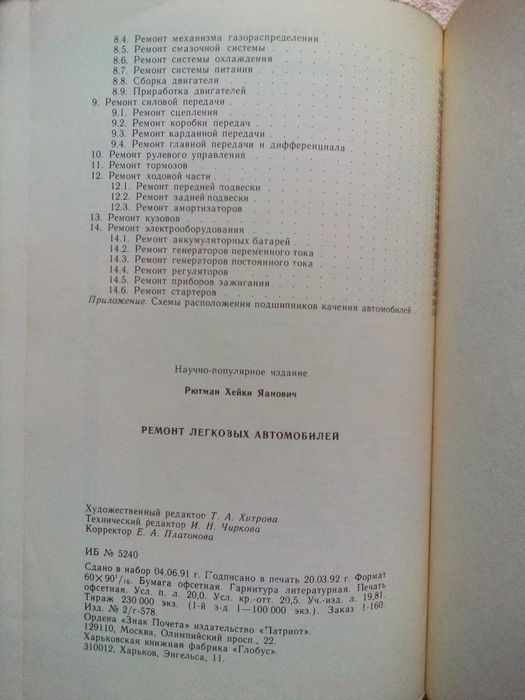 8.4. Ремонт механизма газораспределения
8.5. Ремонт смазочной системы
8.6. Ремонт системы охлаждения
8.7. Ремонт системы питания
8.8. Сборка двигателя
8.9. Приработка двигателей
9. Ремонт силовой передачи
9.1. Ремонт сцепления
9.2. Ремонт коробки передач
9.3. Ремонт карданной передачи
9.4. Ремонт главной передачи и дифференциала
10. Ремонт рулевого управления
11. Ремонт тормозов
12. Ремонт ходовой части
12.1. Ремонт передней подвески
12.2. Ремонт задней подвески
12.3. Ремонт амортизаторов
13. Ремонт кузовов
14. Ремонт электрооборудования
14.1. Ремонт аккумуляторных батарей
14.2. Ремонт генераторов переменного тока
14.3. Ремонт генераторов постоянного тока
14.4. Ремонт регуляторов
14.5. Ремонт приборов зажигания
14.6. Ремонт стартеров
Приложение. Схемы расположения подшипников качения автомобилей
Научно-популярное издание
Рютман Хейки Яанович
РЕМОНТ ЛЕГКОВЫХ АВТОМОБИЛЕЙ
Художественный редактор Т. А. Хитрова
Технический редактор И. Н. Чиркова
Корректор Е. А. Платонова
ИБ № 5240
Сдано в набор 04.06.91 г. Подписано в печать 20.03.92 г. Формат
60×90¹/₁₆. Бумага офсетная. Гарнитура литературная. Печать
офсетная. Усл. п. л. 20,0. Усл. кр.-отт. 20,5. Уч.-изд. л. 19,81.
Тираж 230 000 экз. (1-й з-д 1—100 000 экз.). Заказ 1-160.
Изд. № 2/г-578.
Ордена «Знак Почета» издательство «Патриот».
129110, Москва, Олимпийский просп., 22.
Харьковская книжная фабрика «Глобус».
310012, Харьков, Энгельса, 11.